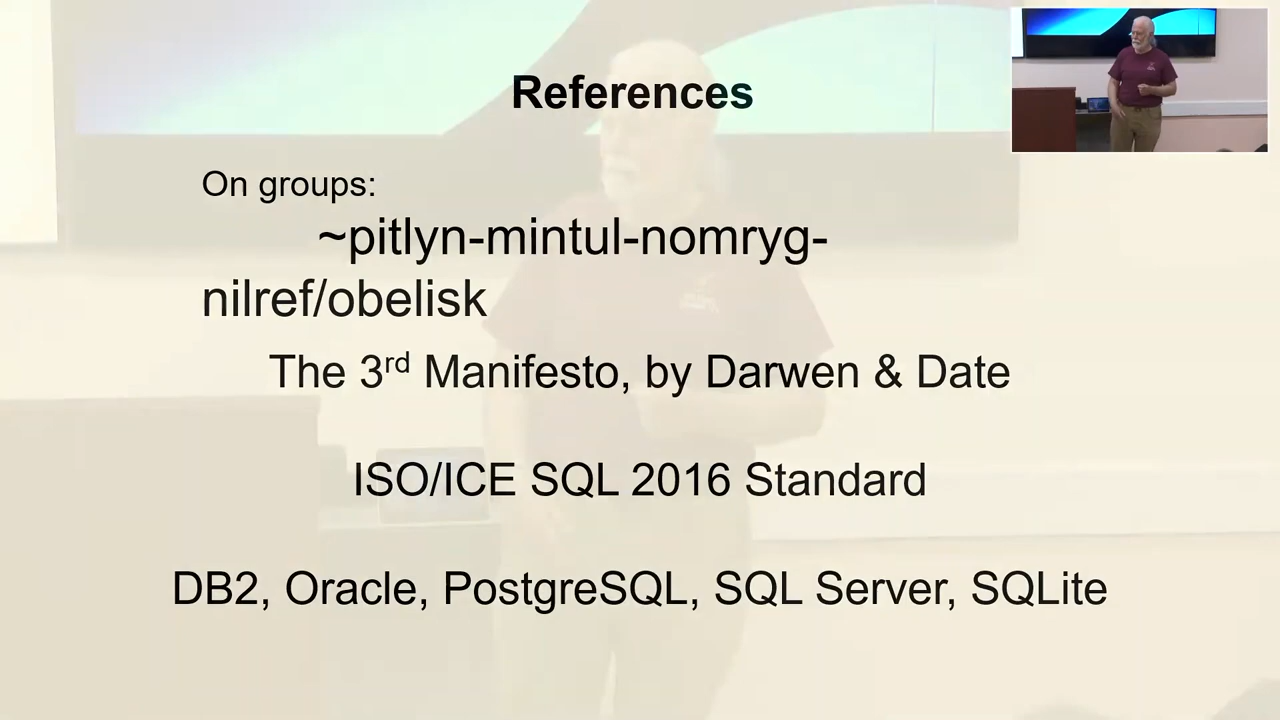 References
On groups:
~pitlyn-mintul-nomryg-
nilref/obelisk
The 3rd Manifesto, by Darwen & Date
ISO/ICE SQL 2016 Standard
DB2, Oracle, PostgreSQL, SQL Server, SQLite